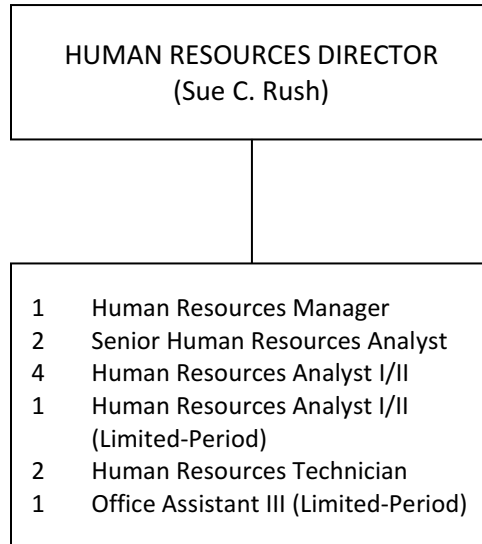 HUMAN RESOURCES DIRECTOR
(Sue C. Rush)
1 Human Resources Manager
2 Senior Human Resources Analyst
4 Human Resources Analyst I/II
1 Human Resources Analyst I/II
(Limited-Period)
2 Human Resources Technician
1 Office Assistant III (Limited-Period)